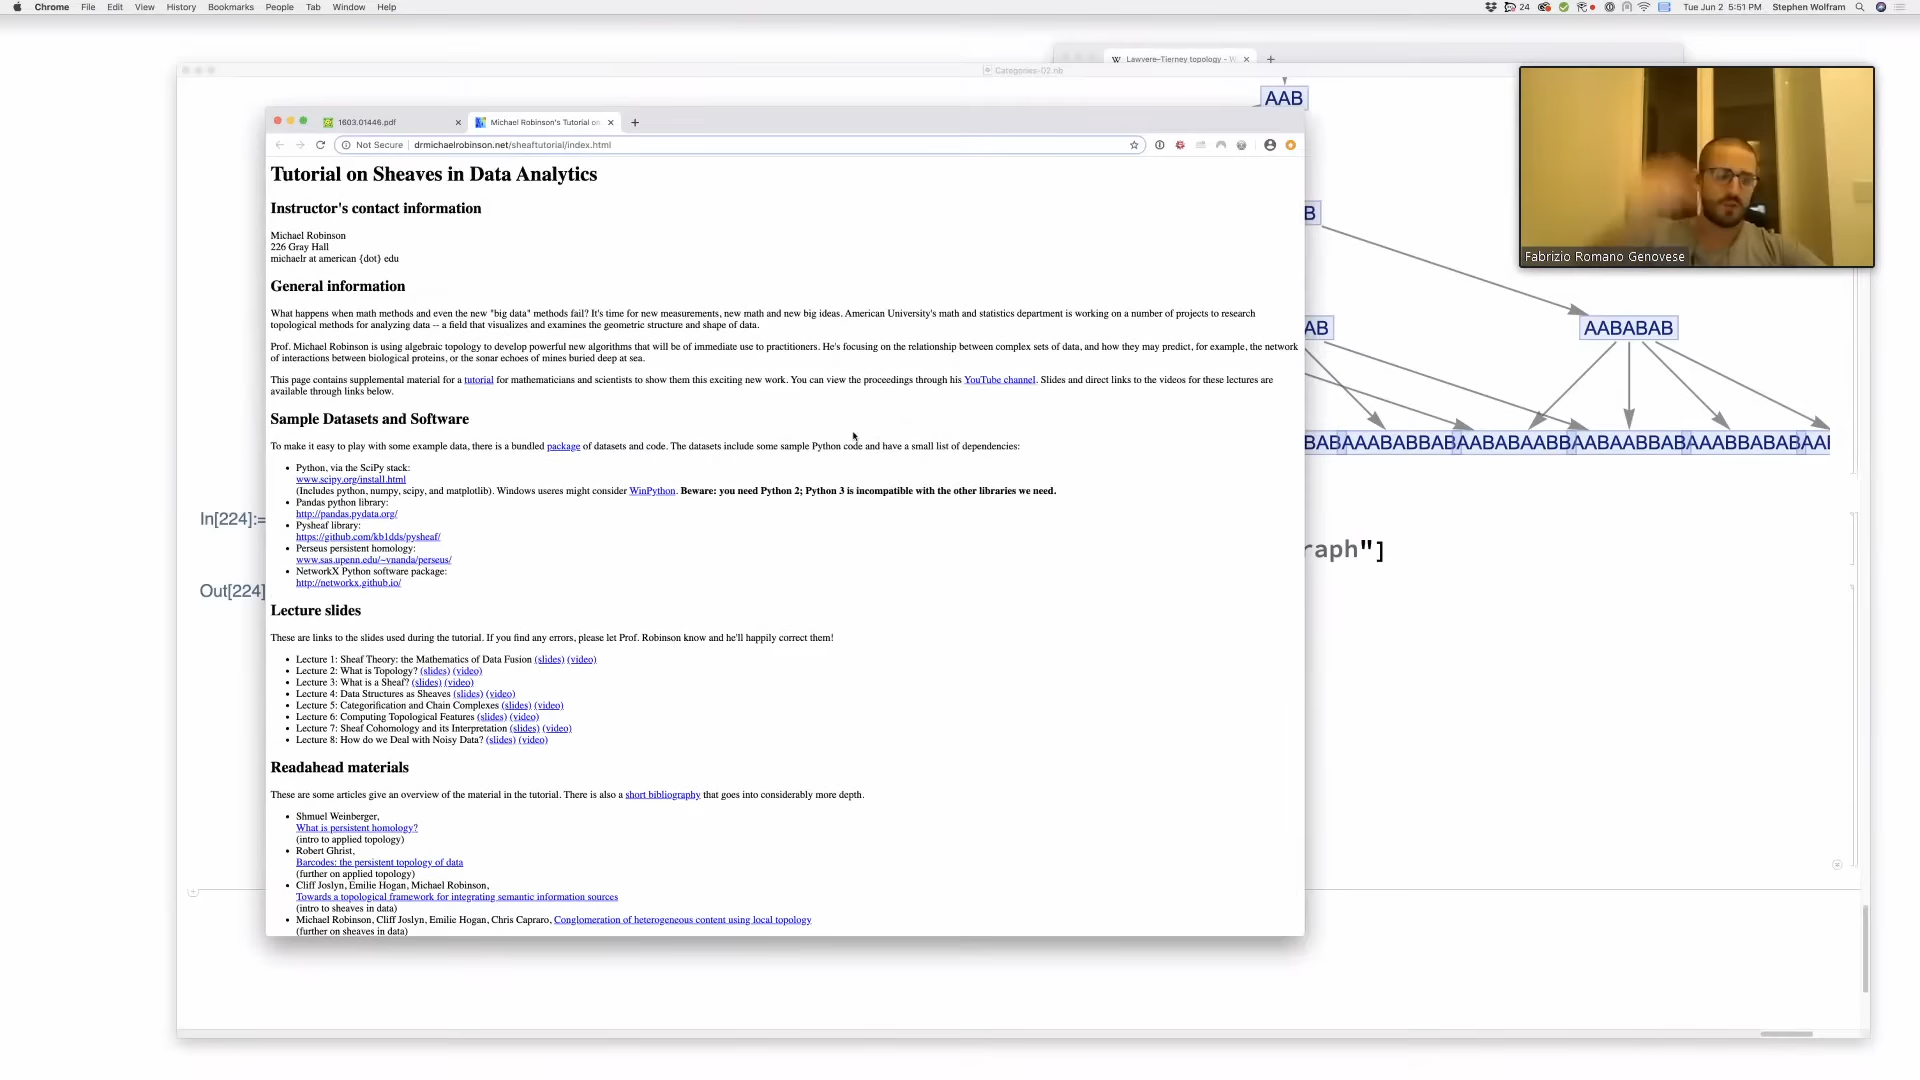 Chrome File Edit View History Bookmarks People Tab Window Help
24 Tue Jun 2 5:51 PM Stephen Wolfram
Lawvere–Tierney topology - W
Categories-02.nb
AAB
1603.01446.pdf
Michael Robinson's Tutorial on
Not Secure drmichaelrobinson.net/sheaftutorial/index.html
Tutorial on Sheaves in Data Analytics
Instructor's contact information
Michael Robinson
226 Gray Hall
michaelr at american {dot} edu
General information
What happens when math methods and even the new "big data" methods fail? It's time for new measurements, new math and new big ideas. American University's math and statistics department is working on a number of projects to research
topological methods for analyzing data -- a field that visualizes and examines the geometric structure and shape of data.
Prof. Michael Robinson is using algebraic topology to develop powerful new algorithms that will be of immediate use to practitioners. He's focusing on the relationship between complex sets of data, and how they may predict, for example, the network
of interactions between biological proteins, or the sonar echoes of mines buried deep at sea.
This page contains supplemental material for a tutorial for mathematicians and scientists to show them this exciting new work. You can view the proceedings through his YouTube channel. Slides and direct links to the videos for these lectures are
available through links below.
Sample Datasets and Software
To make it easy to play with some example data, there is a bundled package of datasets and code. The datasets include some sample Python code and have a small list of dependencies:
Python, via the SciPy stack:
www.scipy.org/install.html
(Includes python, numpy, scipy, and matplotlib). Windows useres might consider WinPython. Beware: you need Python 2; Python 3 is incompatible with the other libraries we need.
Pandas python library:
http://pandas.pydata.org/
Pysheaf library:
https://github.com/kb1dds/pysheaf/
Perseus persistent homology:
www.sas.upenn.edu/~vnanda/perseus/
NetworkX Python software package:
http://networkx.github.io/
Lecture slides
These are links to the slides used during the tutorial. If you find any errors, please let Prof. Robinson know and he'll happily correct them!
Lecture 1: Sheaf Theory: the Mathematics of Data Fusion (slides) (video)
Lecture 2: What is Topology? (slides) (video)
Lecture 3: What is a Sheaf? (slides) (video)
Lecture 4: Data Structures as Sheaves (slides) (video)
Lecture 5: Categorification and Chain Complexes (slides) (video)
Lecture 6: Computing Topological Features (slides) (video)
Lecture 7: Sheaf Cohomology and its Interpretation (slides) (video)
Lecture 8: How do we Deal with Noisy Data? (slides) (video)
Readahead materials
These are some articles give an overview of the material in the tutorial. There is also a short bibliography that goes into considerably more depth.
Shmuel Weinberger,
What is persistent homology?
(intro to applied topology)
Robert Ghrist,
Barcodes: the persistent topology of data
(further on applied topology)
Cliff Joslyn, Emilie Hogan, Michael Robinson,
Towards a topological framework for integrating semantic information sources
(intro to sheaves in data)
Michael Robinson, Cliff Joslyn, Emilie Hogan, Chris Capraro, Conglomeration of heterogeneous content using local topology
(further on sheaves in data)
Fabrizio Romano Genovese
B
AB
AABABAB
BABAAABABBABAABABAABBAABAABBABAAABBABABAAI
In[224]:=
raph"]
Out[224]